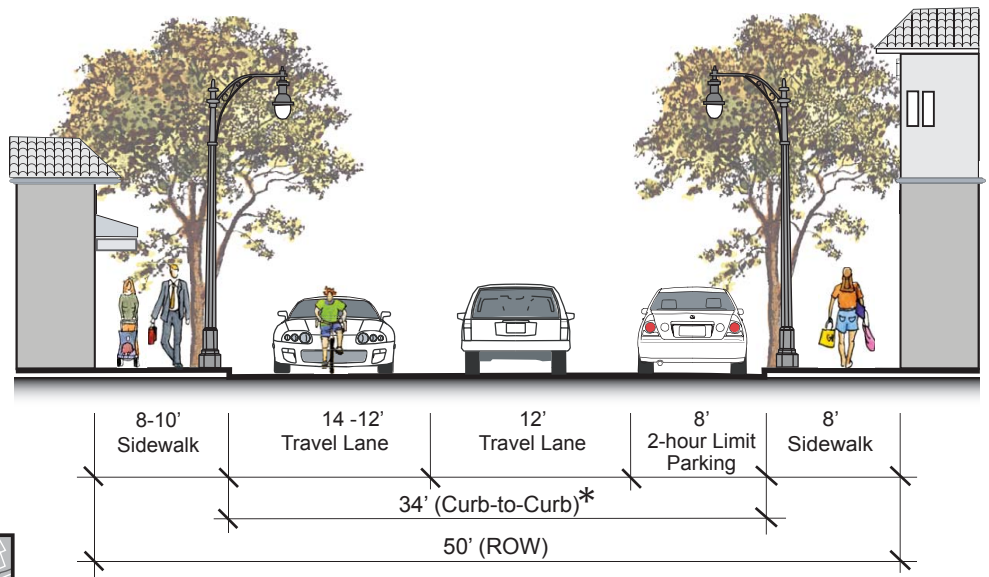 8-10’
Sidewalk
14 -12’
Travel Lane
12’
Travel Lane
8’
2-hour Limit
Parking
8’
Sidewalk
34’ (Curb-to-Curb)*
50’ (ROW)